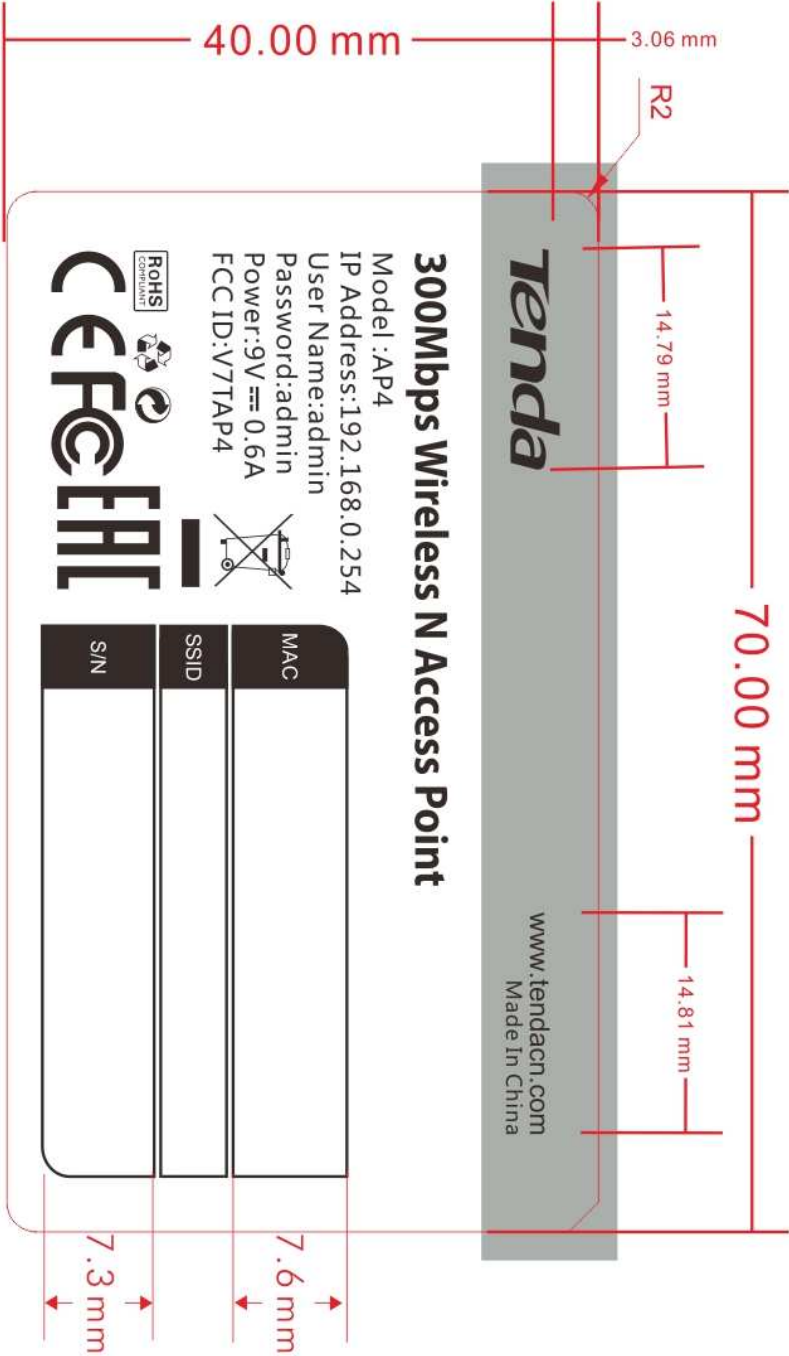 70.00 mm
14.79 mm
14.81 mm
R2
3.06 mm
40.00 mm
Tenda
www.tendacn.com
Made In China
300Mbps Wireless N Access Point
Model :AP4
IP Address:192.168.0.254
User Name:admin
Password:admin
Power:9V⎓0.6A
FCC ID:V7TAP4
RoHS
COMPLIANT
CE FC EAC
MAC
SSID
S/N
7.6 mm
7.3 mm